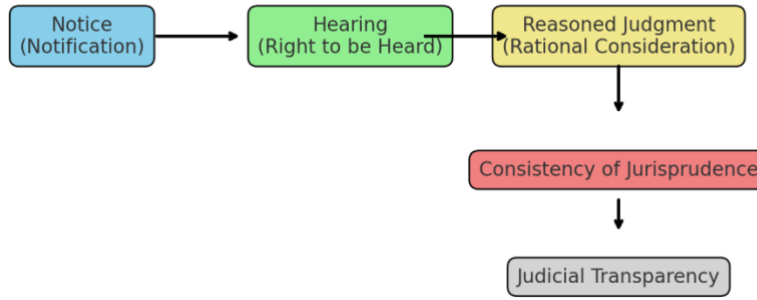 Notice
(Notification)
Hearing
(Right to be Heard)
Reasoned Judgment
(Rational Consideration)
Consistency of Jurisprudence
Judicial Transparency